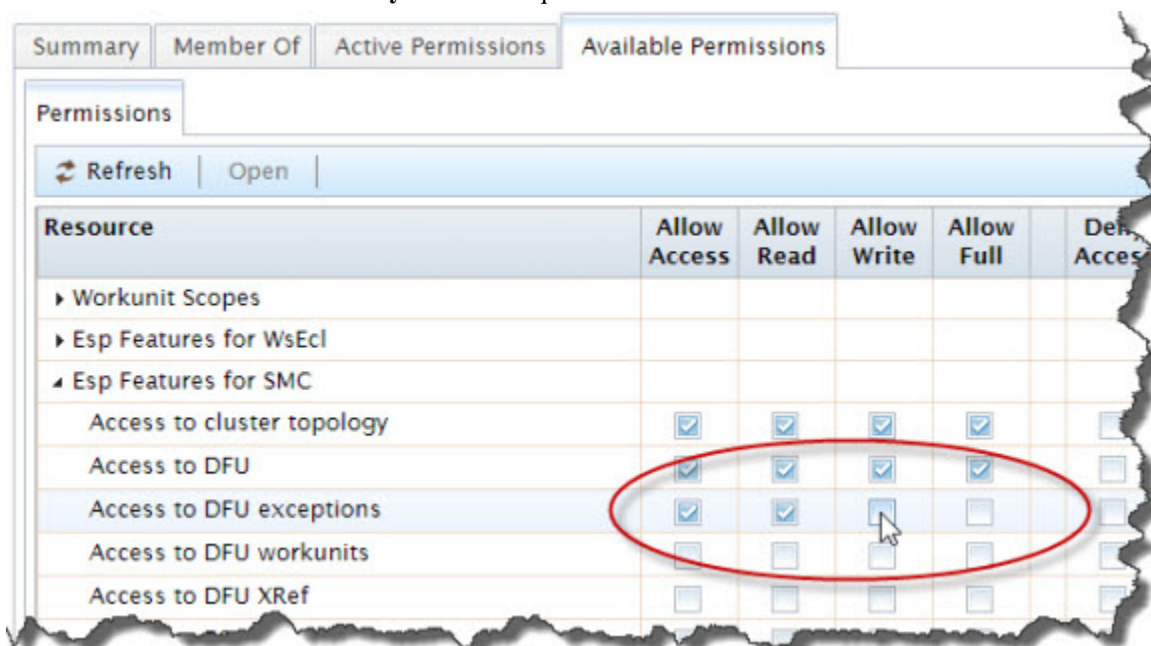 Summary Member Of Active Permissions Available Permissions
Permissions
Refresh Open
Resource Allow Access Allow Read Allow Write Allow Full
Workunit Scopes
Esp Features for WsEcl
Esp Features for SMC
Access to cluster topology
Access to DFU
Access to DFU exceptions
Access to DFU workunits
Access to DFU XRef